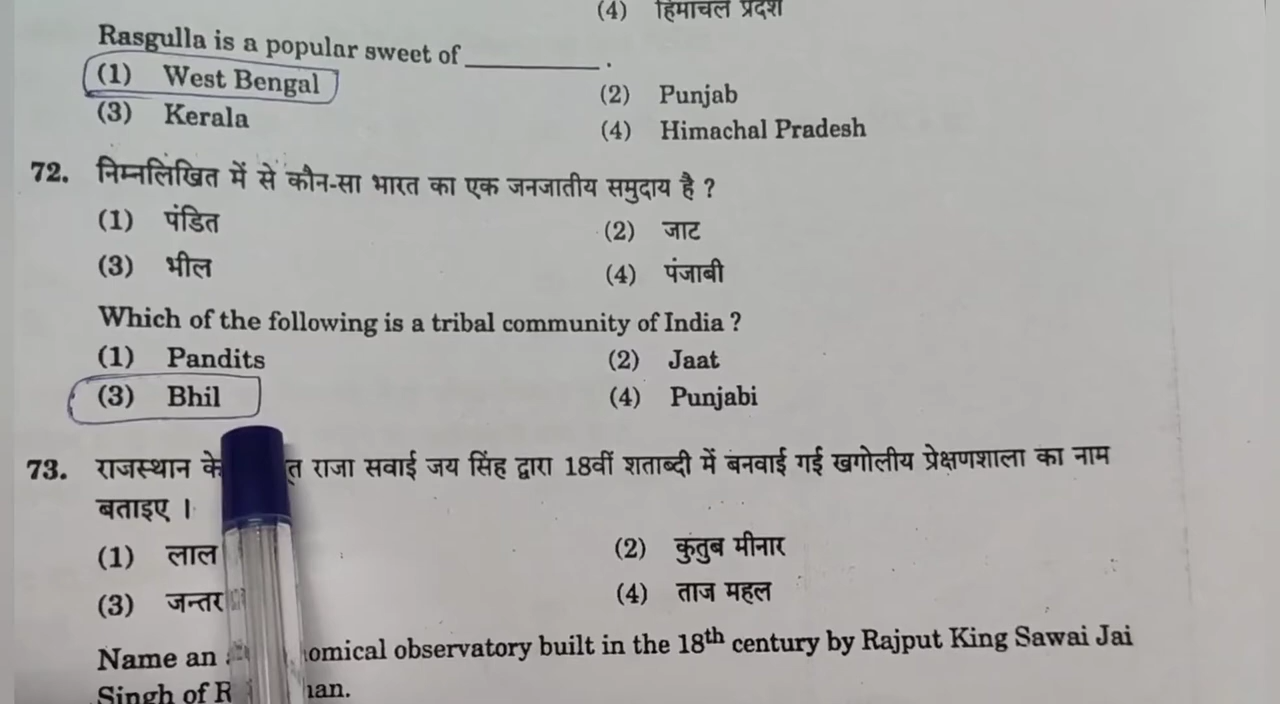 (4) हिमाचल प्रदेश
Rasgulla is a popular sweet of ________.
(1) West Bengal (2) Punjab
(3) Kerala (4) Himachal Pradesh
72. निम्नलिखित में से कौन-सा भारत का एक जनजातीय समुदाय है ?
(1) पंडित (2) जाट
(3) भील (4) पंजाबी
Which of the following is a tribal community of India ?
(1) Pandits (2) Jaat
(3) Bhil (4) Punjabi
73. राजस्थान के राजा सवाई जय सिंह द्वारा 18वीं शताब्दी में बनवाई गई खगोलीय प्रेक्षणशाला का नाम
बताइए ।
(1) लाल (2) कुतुब मीनार
(3) जन्तर (4) ताज महल
Name an observatory built in the 18th century by Rajput King Sawai Jai
Singh of